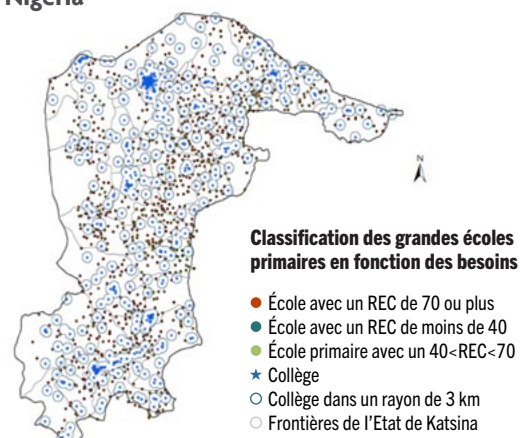 Nigeria
N
Classification des grandes écoles
primaires en fonction des besoins
École avec un REC de 70 ou plus
École avec un REC de moins de 40
École primaire avec un 40<REC<70
Collège
Collège dans un rayon de 3 km
Frontières de l'Etat de Katsina